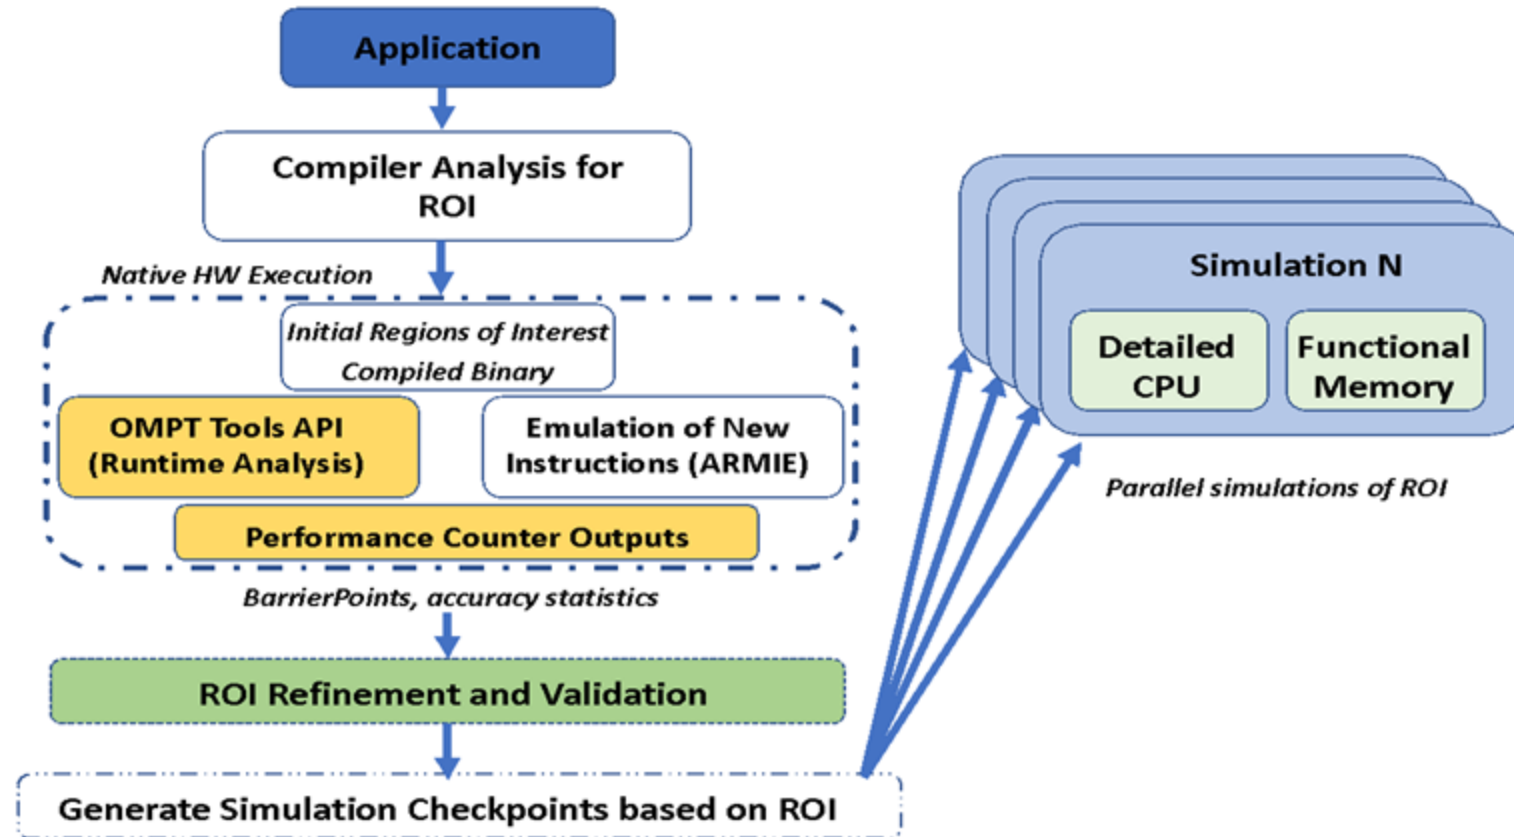 Application
Compiler Analysis for
ROI
Native HW Execution
Initial Regions of Interest
Compiled Binary
OMPT Tools API
(Runtime Analysis)
Emulation of New
Instructions (ARMIE)
Performance Counter Outputs
BarrierPoints, accuracy statistics
ROI Refinement and Validation
Generate Simulation Checkpoints based on ROI
Simulation N
Detailed
CPU
Functional
Memory
Parallel simulations of ROI